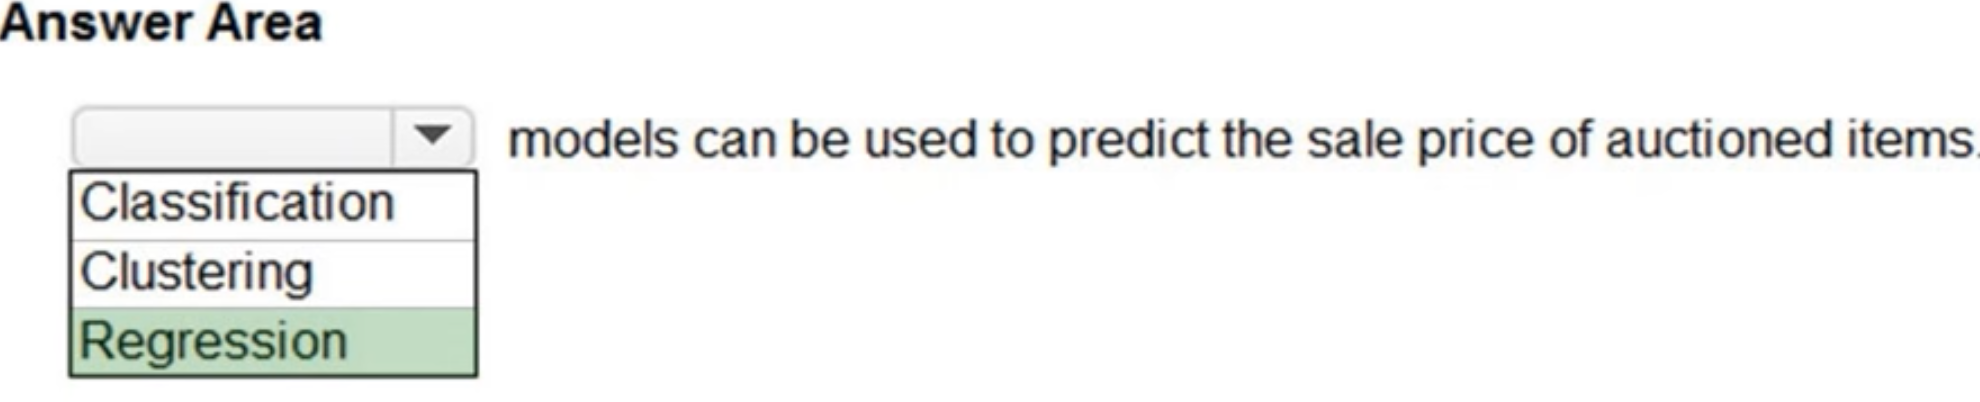 Answer Area
models can be used to predict the sale price of auctioned items.
Classification
Clustering
Regression